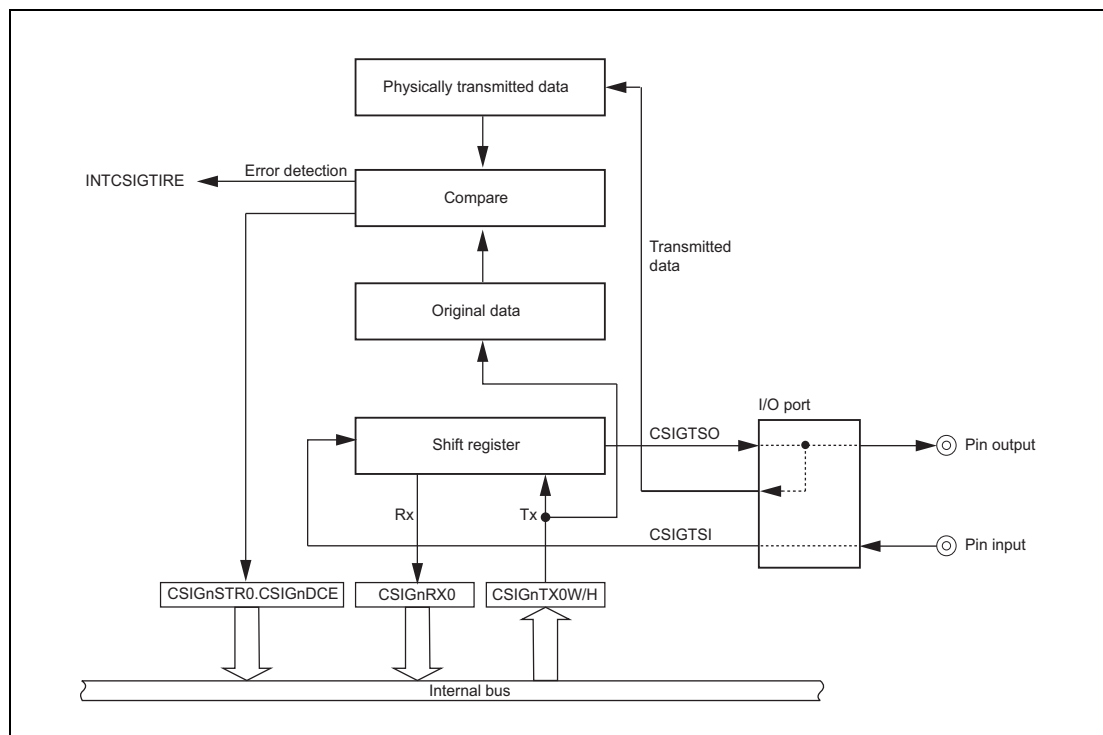 Physically transmitted data
Error detection
INTCSIGTIRE
Compare
Transmitted
data
Original data
I/O port
Shift register
CSIGTSO
Pin output
Rx
Tx
CSIGTSI
Pin input
CSIGnSTR0.CSIGnDCE
CSIGnRX0
CSIGnTX0W/H
Internal bus